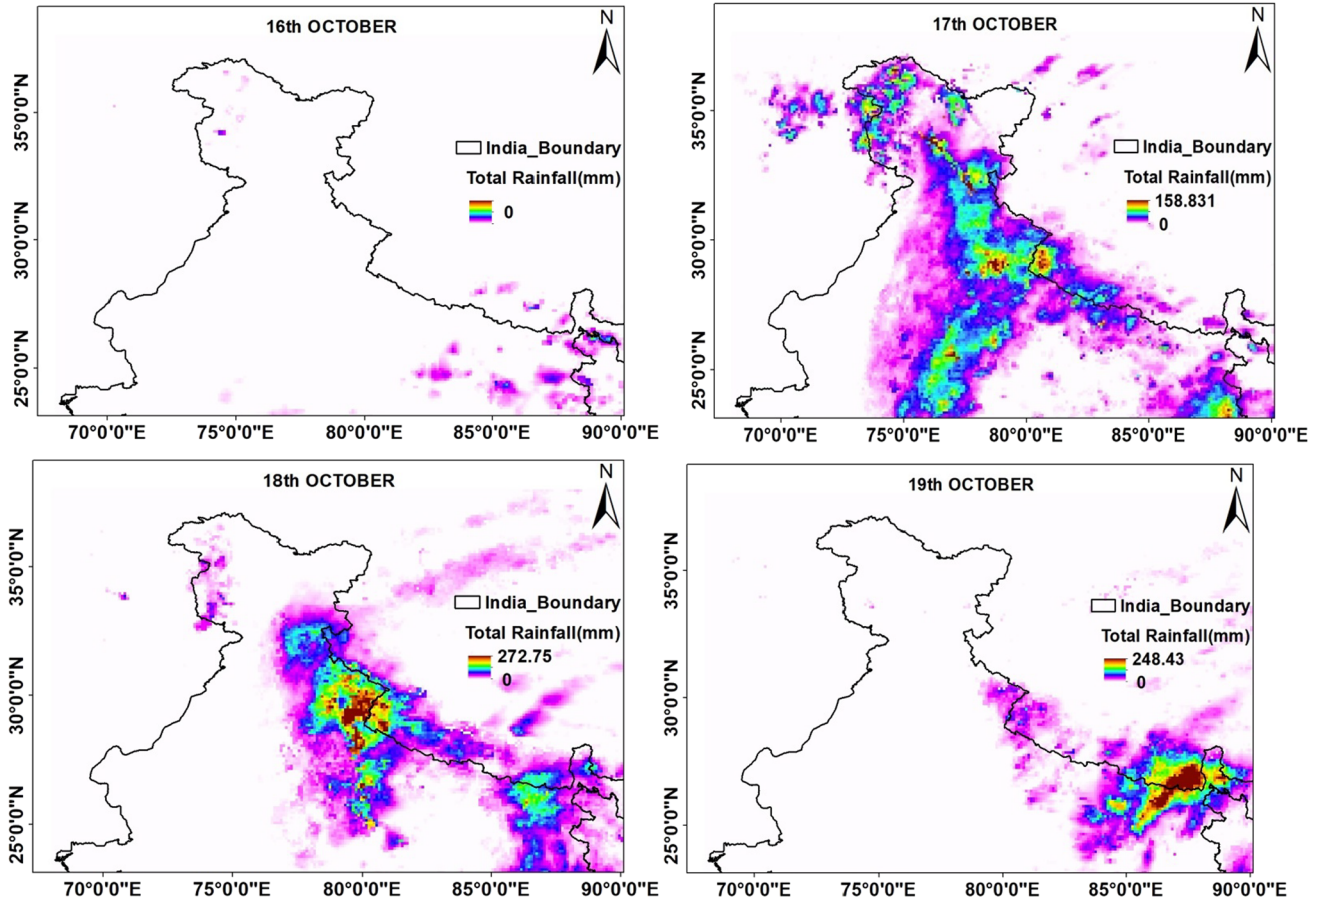 16th OCTOBER
N
35°0'0"N
30°0'0"N
25°0'0"N
India_Boundary
Total Rainfall(mm)
0
70°0'0"E
75°0'0"E
80°0'0"E
85°0'0"E
90°0'0"E
17th OCTOBER
N
35°0'0"N
30°0'0"N
25°0'0"N
India_Boundary
Total Rainfall(mm)
158.831
0
70°0'0"E
75°0'0"E
80°0'0"E
85°0'0"E
90°0'0"E
18th OCTOBER
N
35°0'0"N
30°0'0"N
25°0'0"N
India_Boundary
Total Rainfall(mm)
272.75
0
70°0'0"E
75°0'0"E
80°0'0"E
85°0'0"E
90°0'0"E
19th OCTOBER
N
35°0'0"N
30°0'0"N
25°0'0"N
India_Boundary
Total Rainfall(mm)
248.43
0
70°0'0"E
75°0'0"E
80°0'0"E
85°0'0"E
90°0'0"E